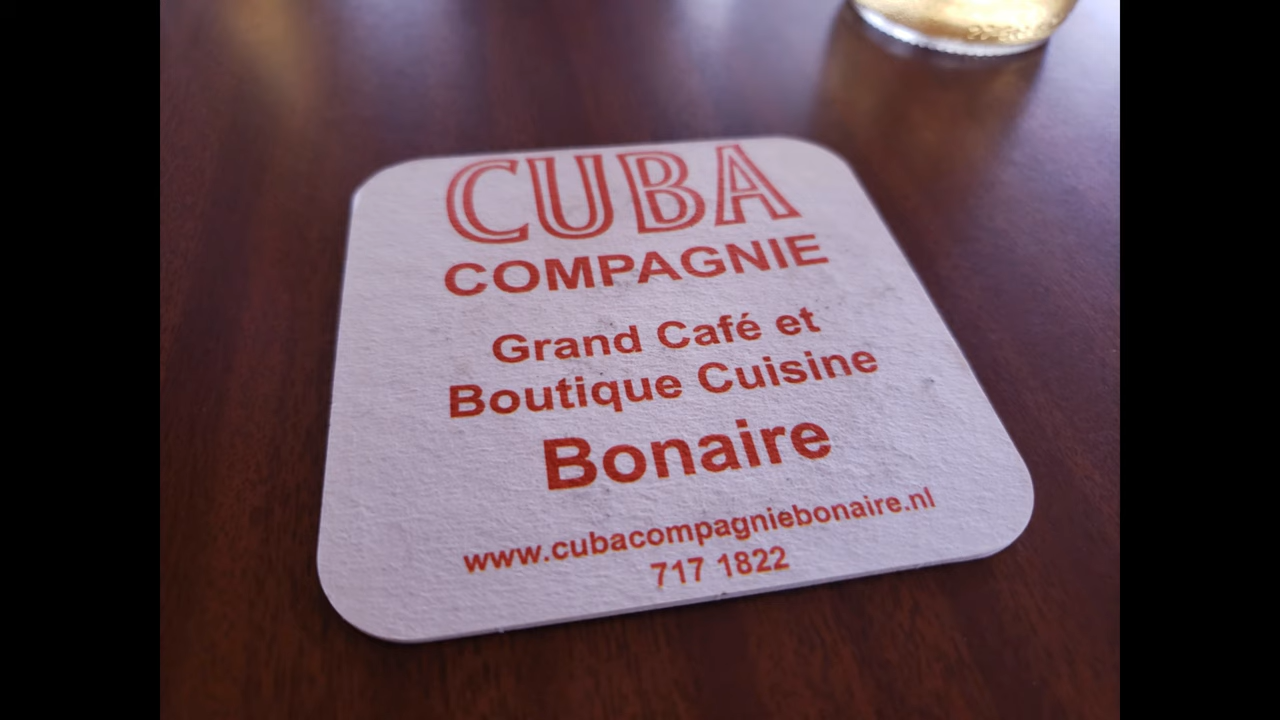 CUBA
COMPAGNIE
Grand Café et
Boutique Cuisine
Bonaire
www.cubacompagniebonaire.nl
717 1822